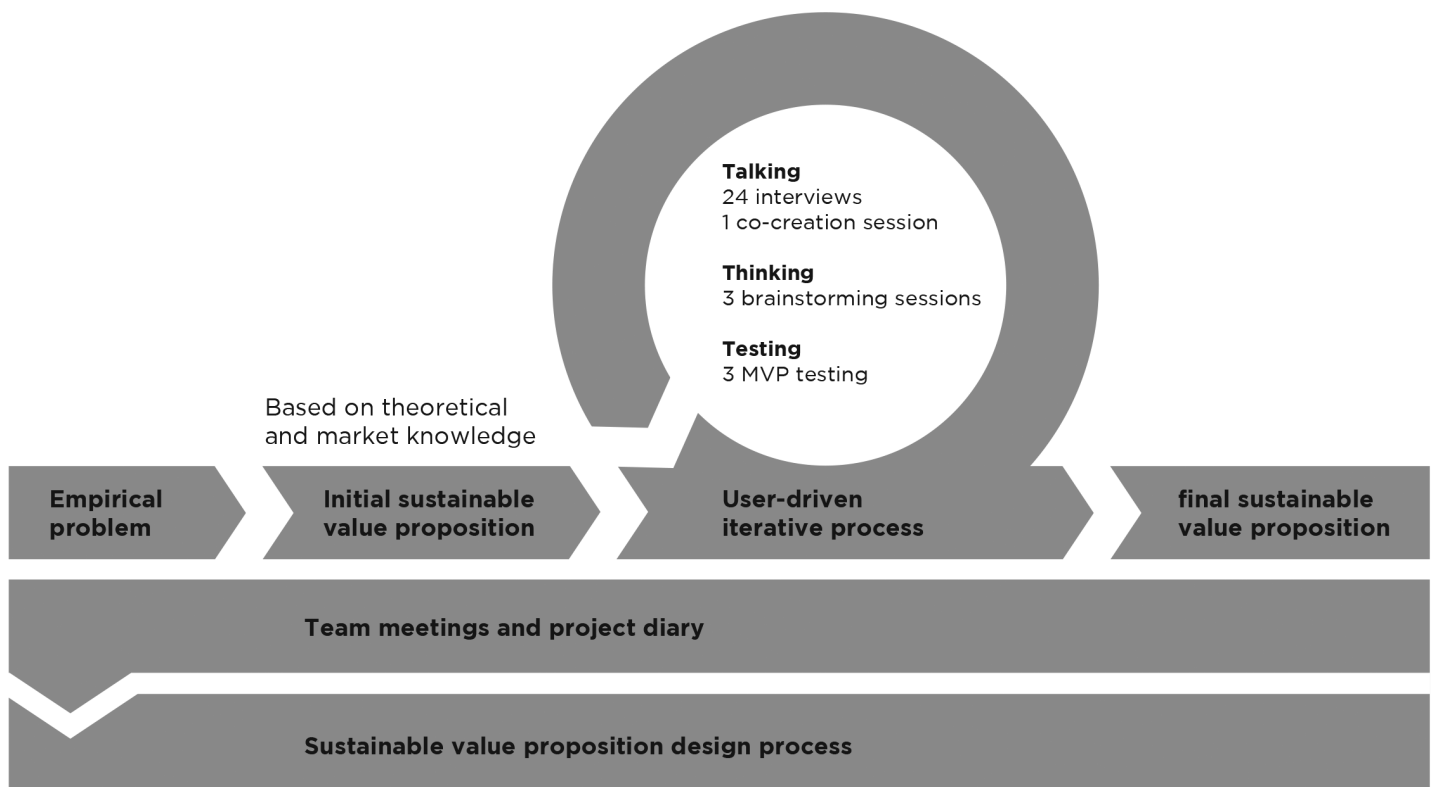 Talking
24 interviews
1 co-creation session
Thinking
3 brainstorming sessions
Testing
3 MVP testing
Based on theoretical
and market knowledge
Empirical
problem
Initial sustainable
value proposition
User-driven
iterative process
final sustainable
value proposition
Team meetings and project diary
Sustainable value proposition design process